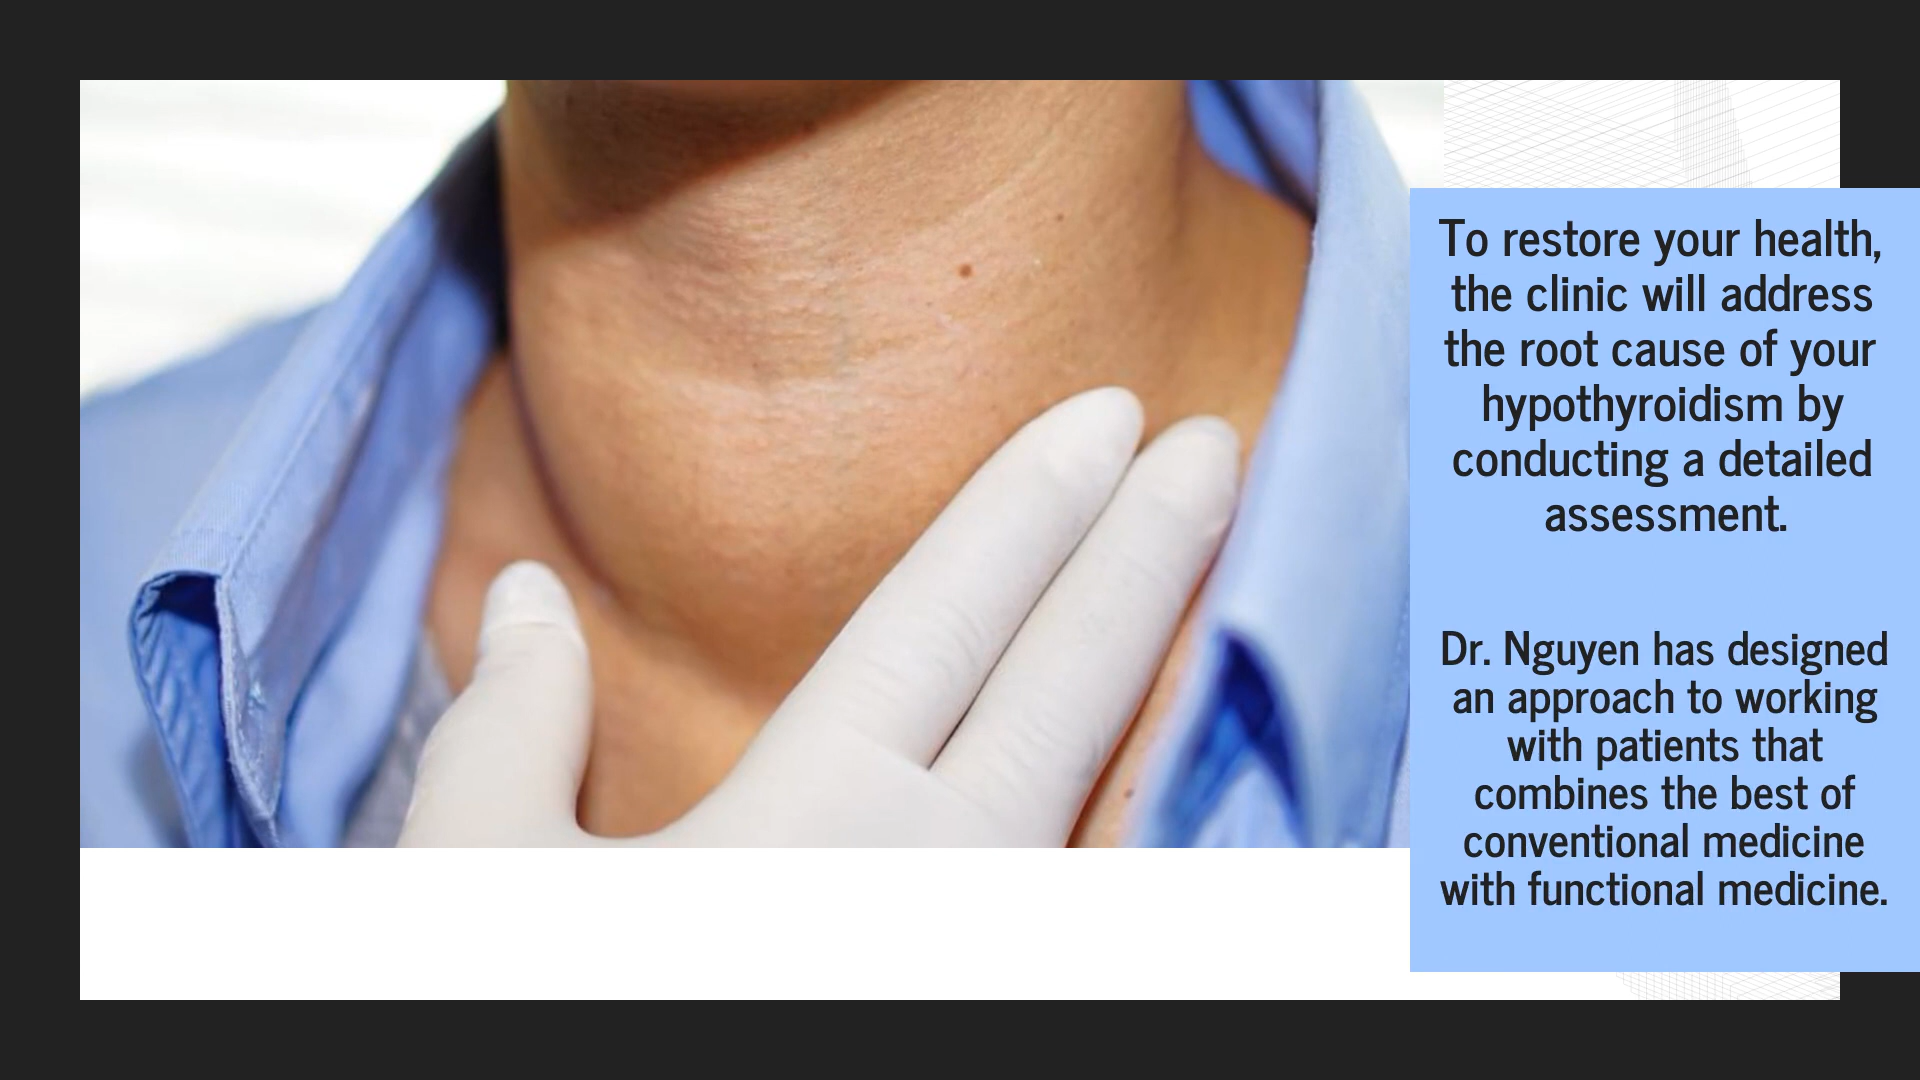 To restore your health,
the clinic will address
the root cause of your
hypothyroidism by
conducting a detailed
assessment.
Dr. Nguyen has designed
an approach to working
with patients that
combines the best of
conventional medicine
with functional medicine.